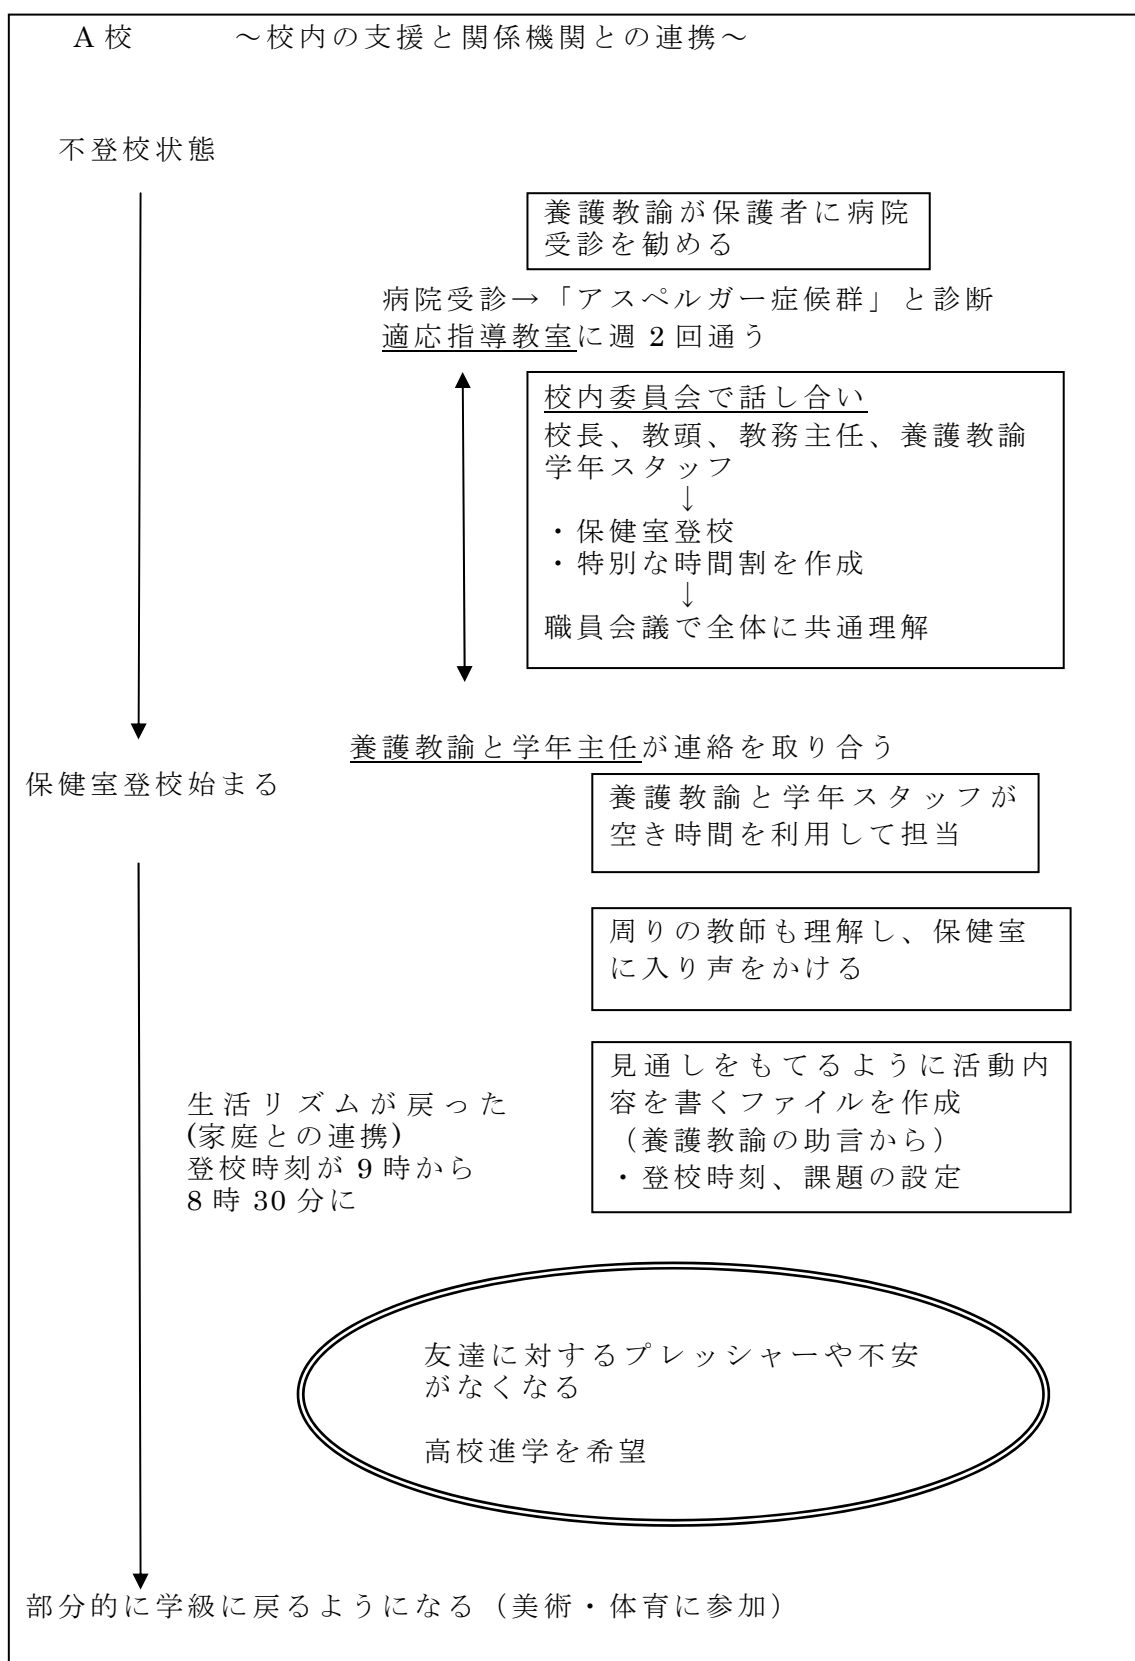 A校 ～校内の支援と関係機関との連携～
不登校状態
養護教諭が保護者に病院
受診を勧める
病院受診→「アスペルガー症候群」と診断
適応指導教室に週2回通う
校内委員会で話し合い
校長、教頭、教務主任、養護教諭
学年スタッフ
↓
・保健室登校
・特別な時間割を作成
↓
職員会議で全体に共通理解
養護教諭と学年主任が連絡を取り合う
保健室登校始まる
養護教諭と学年スタッフが
空き時間を利用して担当
周りの教師も理解し、保健室
に入り声をかける
見通しをもてるように活動内
容を書くファイルを作成
（養護教諭の助言から）
・登校時刻、課題の設定
生活リズムが戻った
(家庭との連携)
登校時刻が9時から
8時30分に
友達に対するプレッシャーや不安
がなくなる
高校進学を希望
部分的に学級に戻るようになる（美術・体育に参加）